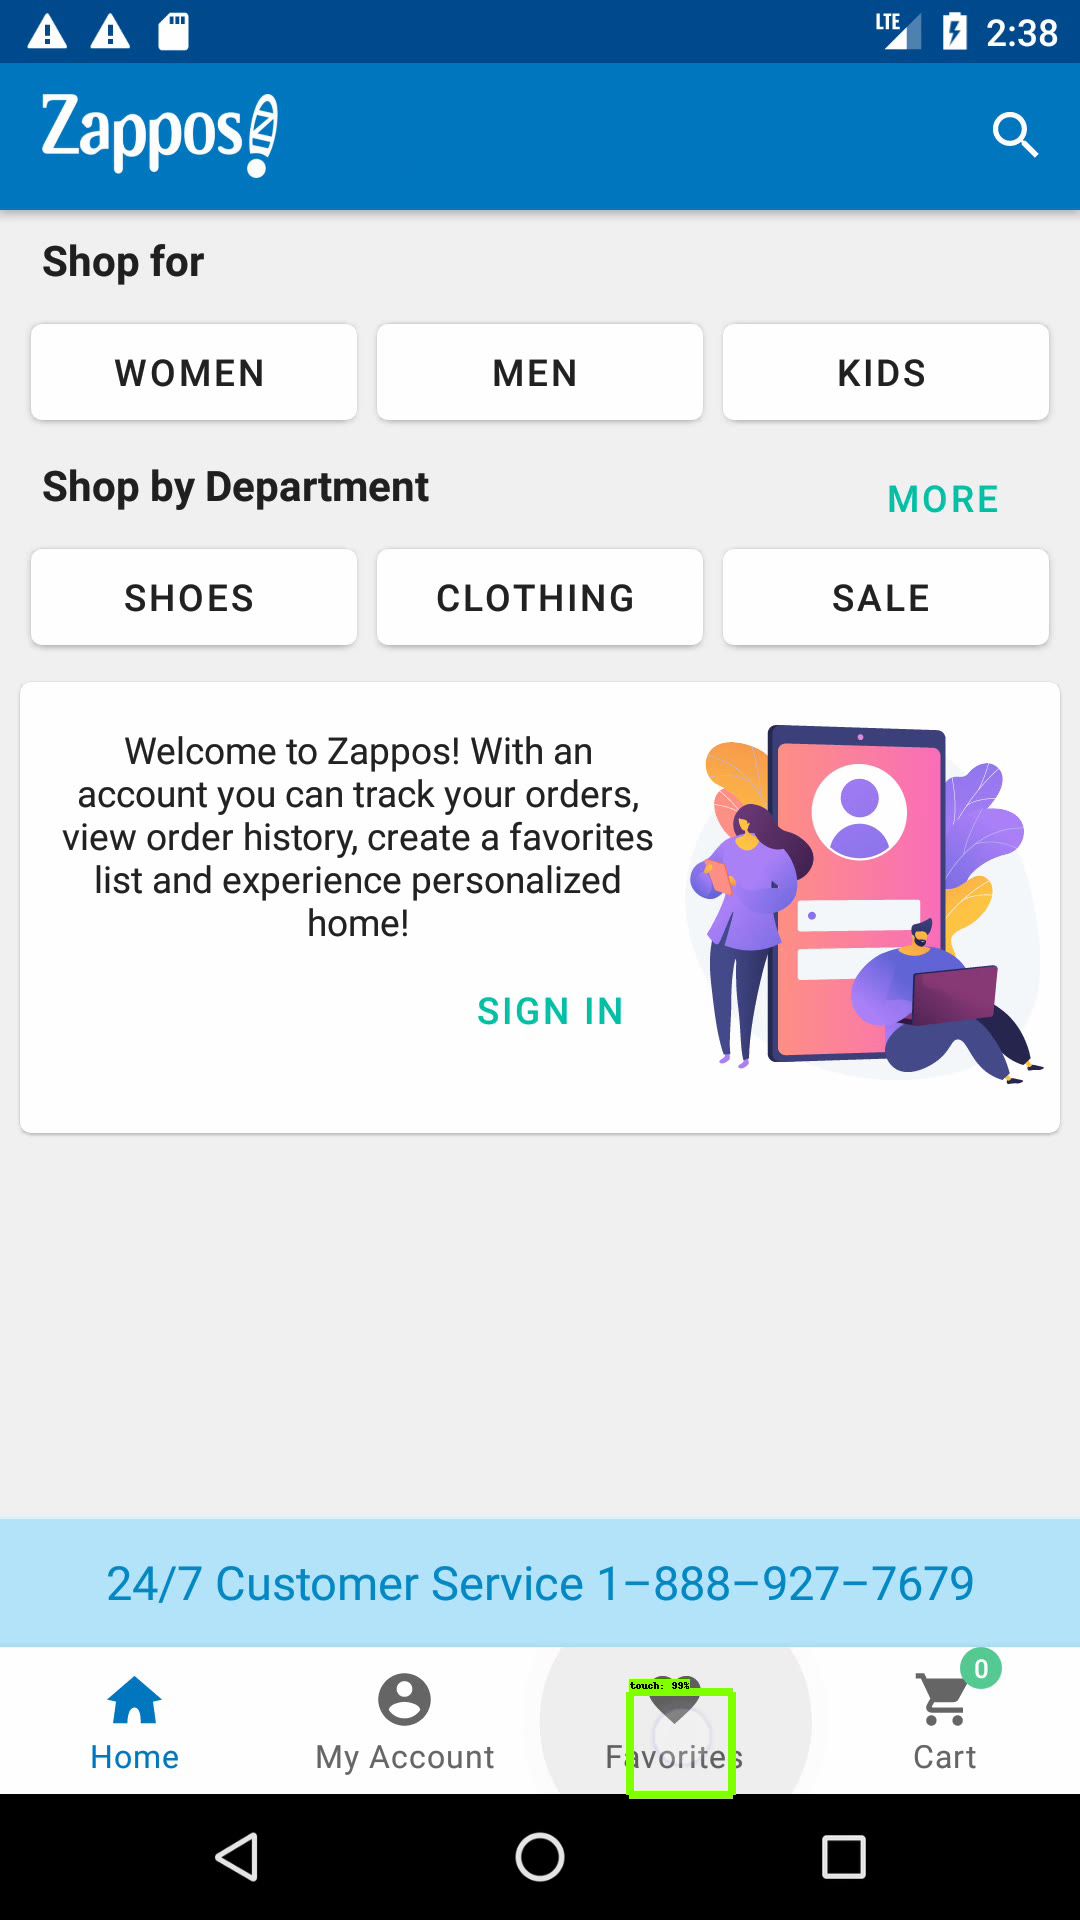 LTE 2:38
Zappos
Shop for
WOMEN MEN KIDS
Shop by Department
MORE
SHOES CLOTHING SALE
Welcome to Zappos! With an
account you can track your orders,
view order history, create a favorites
list and experience personalized
home!
SIGN IN
24/7 Customer Service 1–888–927–7679
0
touch: 99%
Home My Account Favorites Cart